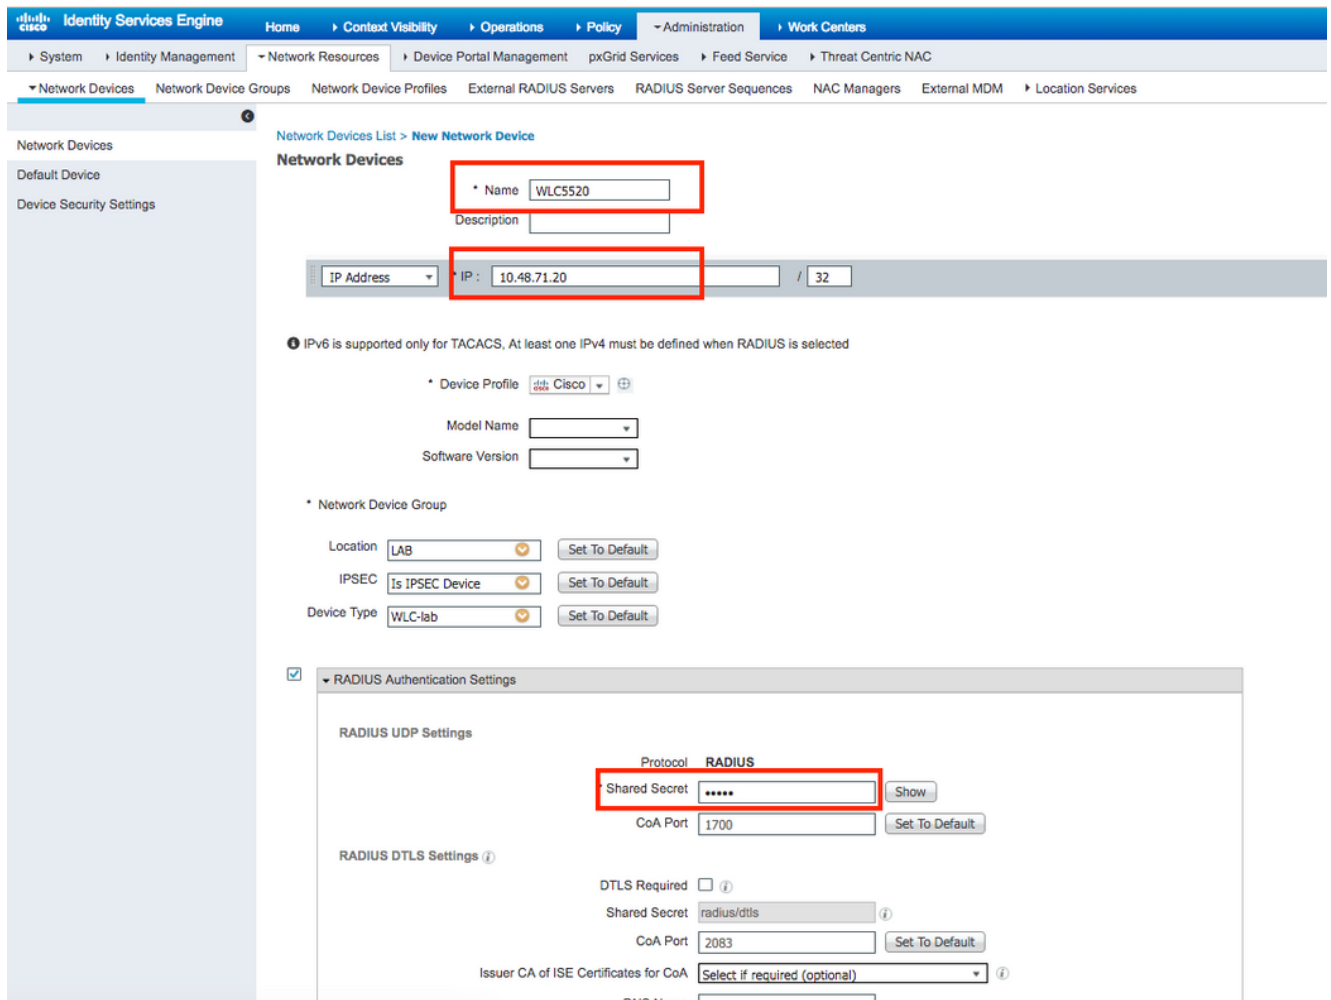 cisco Identity Services Engine Home Context Visibility Operations Policy Administration Work Centers
System Identity Management Network Resources Device Portal Management pxGrid Services Feed Service Threat Centric NAC
Network Devices Network Device Groups Network Device Profiles External RADIUS Servers RADIUS Server Sequences NAC Managers External MDM Location Services
Network Devices
Default Device
Device Security Settings
Network Devices List > New Network Device
Network Devices
* Name WLC5520
Description
IP Address * IP : 10.48.71.20 / 32
IPv6 is supported only for TACACS, At least one IPv4 must be defined when RADIUS is selected
* Device Profile cisco Cisco
Model Name
Software Version
* Network Device Group
Location LAB Set To Default
IPSEC Is IPSEC Device Set To Default
Device Type WLC-lab Set To Default
RADIUS Authentication Settings
RADIUS UDP Settings
Protocol RADIUS
* Shared Secret ••••• Show
CoA Port 1700 Set To Default
RADIUS DTLS Settings
DTLS Required
Shared Secret radius/dtls
CoA Port 2083 Set To Default
Issuer CA of ISE Certificates for CoA Select if required (optional)